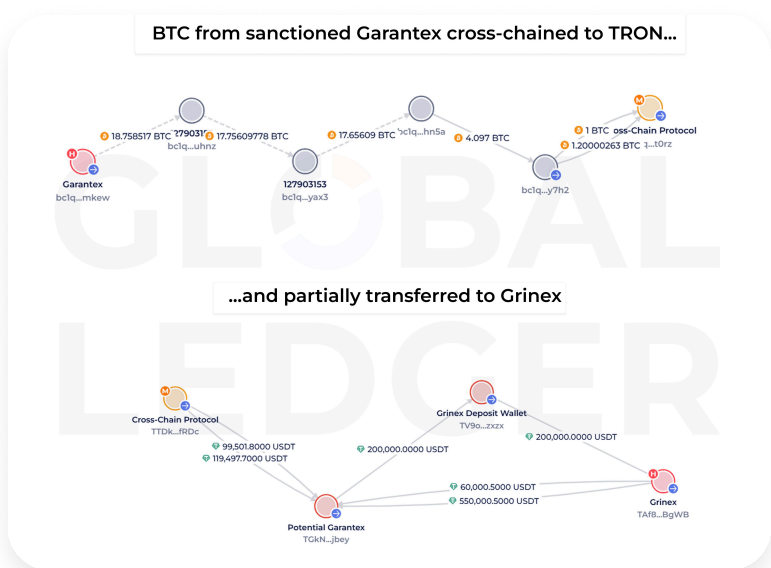 BTC from sanctioned Garantex cross-chained to TRON...
M
18.758517 BTC
17.75609778 BTC
bc1q...uhnz
17.65609 BTC
bc1q...hn5a
4.097 BTC
1 BTC
oss-Chain Protocol
1.20000263 BTC
...t0rz
H
Garantex
bc1q...mkew
127903153
bc1q...yax3
bc1q...y7h2
GLOBAL
...and partially transferred to Grinex
LEDGER
M
Cross-Chain Protocol
TTDk...fRDc
Grinex Deposit Wallet
TV9o...zxzx
99,501.8000 USDT
119,497.7000 USDT
200,000.0000 USDT
200,000.0000 USDT
H
60,000.5000 USDT
550,000.5000 USDT
Grinex
TAf8...BgWB
Potential Garantex
TGkN...jbey